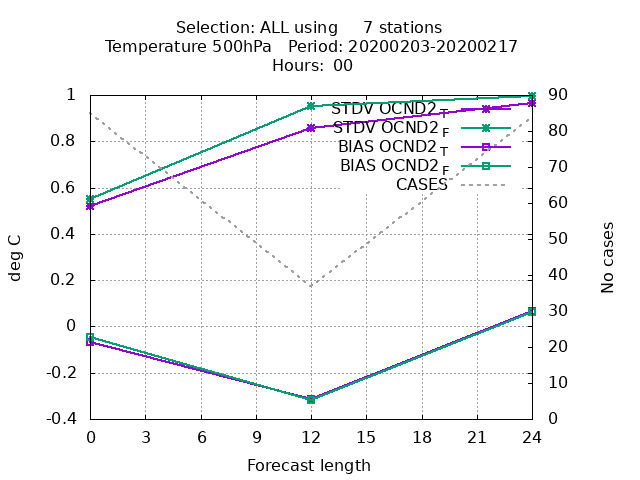 Selection: ALL using 7 stations
Temperature 500hPa Period: 20200203-20200217
Hours: 00
1
0.8
0.6
0.4
0.2
0
-0.2
-0.4
deg C
STDV OCND2 T
STDV OCND2 F
BIAS OCND2 T
BIAS OCND2 F
CASES
90
80
70
60
50
40
30
20
10
0
No cases
0 3 6 9 12 15 18 21 24
Forecast length